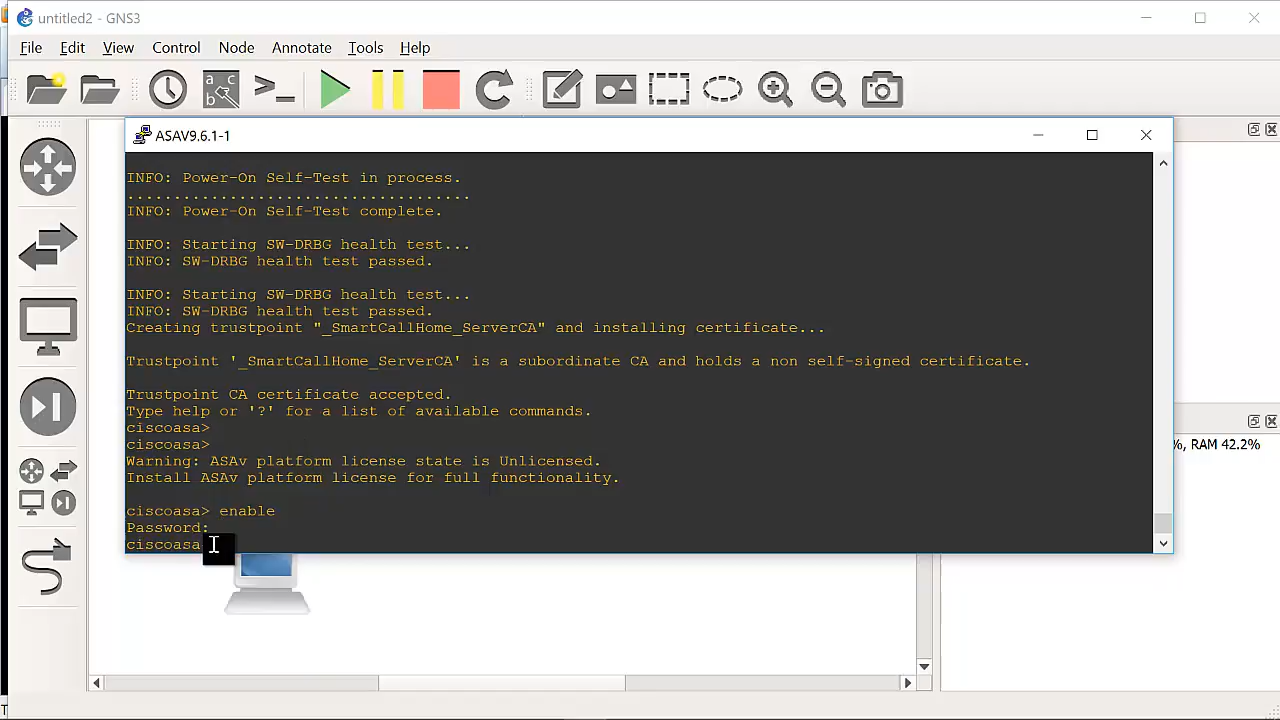 untitled2 - GNS3
File Edit View Control Node Annotate Tools Help
ASAV9.6.1-1
INFO: Power-On Self-Test in process.
.....................................
INFO: Power-On Self-Test complete.
INFO: Starting SW-DRBG health test...
INFO: SW-DRBG health test passed.
INFO: Starting SW-DRBG health test...
INFO: SW-DRBG health test passed.
Creating trustpoint "_SmartCallHome_ServerCA" and installing certificate...
Trustpoint '_SmartCallHome_ServerCA' is a subordinate CA and holds a non self-signed certificate.
Trustpoint CA certificate accepted.
Type help or '?' for a list of available commands.
ciscoasa>
ciscoasa>
Warning: ASAv platform license state is Unlicensed.
Install ASAv platform license for full functionality.
ciscoasa> enable
Password:
ciscoasa
%, RAM 42.2%